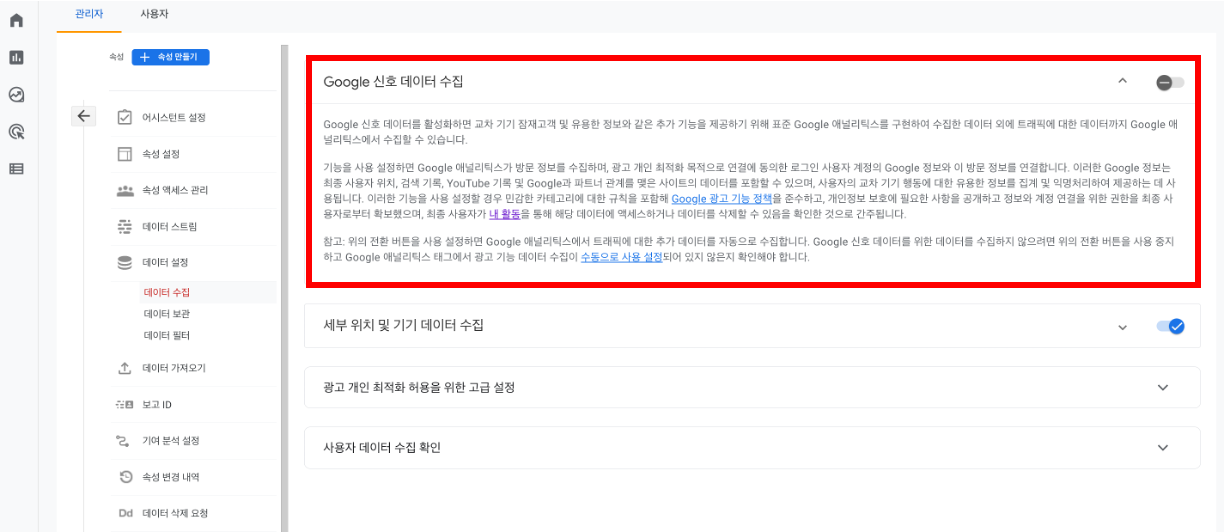 관리자 사용자
속성 + 속성 만들기
어시스턴트 설정
속성 설정
속성 액세스 관리
데이터 스트림
데이터 설정
데이터 수집
데이터 보관
데이터 필터
데이터 가져오기
보고 ID
기여 분석 설정
속성 변경 내역
Dd 데이터 삭제 요청
Google 신호 데이터 수집
Google 신호 데이터를 활성화하면 교차 기기 잠재고객 및 유용한 정보와 같은 추가 기능을 제공하기 위해 표준 Google 애널리틱스를 구현하여 수집한 데이터 외에 트래픽에 대한 데이터까지 Google 애
널리틱스에서 수집할 수 있습니다.
기능을 사용 설정하면 Google 애널리틱스가 방문 정보를 수집하며, 광고 개인 최적화 목적으로 연결에 동의한 로그인 사용자 계정의 Google 정보와 이 방문 정보를 연결합니다. 이러한 Google 정보는
최종 사용자 위치, 검색 기록, YouTube 기록 및 Google과 파트너 관계를 맺은 사이트의 데이터를 포함할 수 있으며, 사용자의 교차 기기 행동에 대한 유용한 정보를 집계 및 익명처리하여 제공하는 데 사
용됩니다. 이러한 기능을 사용 설정할 경우 민감한 카테고리에 대한 규칙을 포함해 Google 광고 기능 정책을 준수하고, 개인정보 보호에 필요한 사항을 공개하고 정보와 계정 연결을 위한 권한을 최종 사
용자로부터 확보했으며, 최종 사용자가 내 활동을 통해 해당 데이터에 액세스하거나 데이터를 삭제할 수 있음을 확인한 것으로 간주됩니다.
참고: 위의 전환 버튼을 사용 설정하면 Google 애널리틱스에서 트래픽에 대한 추가 데이터를 자동으로 수집합니다. Google 신호 데이터를 위한 데이터를 수집하지 않으려면 위의 전환 버튼을 사용 중지
하고 Google 애널리틱스 태그에서 광고 기능 데이터 수집이 수동으로 사용 설정되어 있지 않은지 확인해야 합니다.
세부 위치 및 기기 데이터 수집
광고 개인 최적화 허용을 위한 고급 설정
사용자 데이터 수집 확인